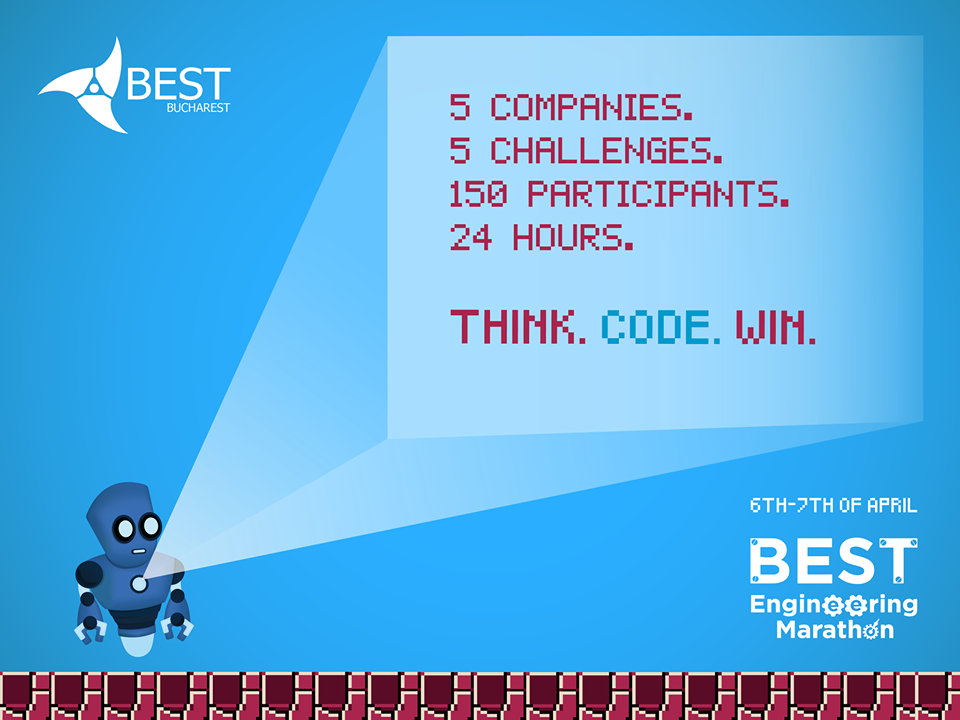 BEST
BUCHAREST
5 COMPANIES.
5 CHALLENGES.
150 PARTICIPANTS.
24 HOURS.
THINK. CODE. WIN.
6TH-7TH OF APRIL
BEST
Engineering
Marathon